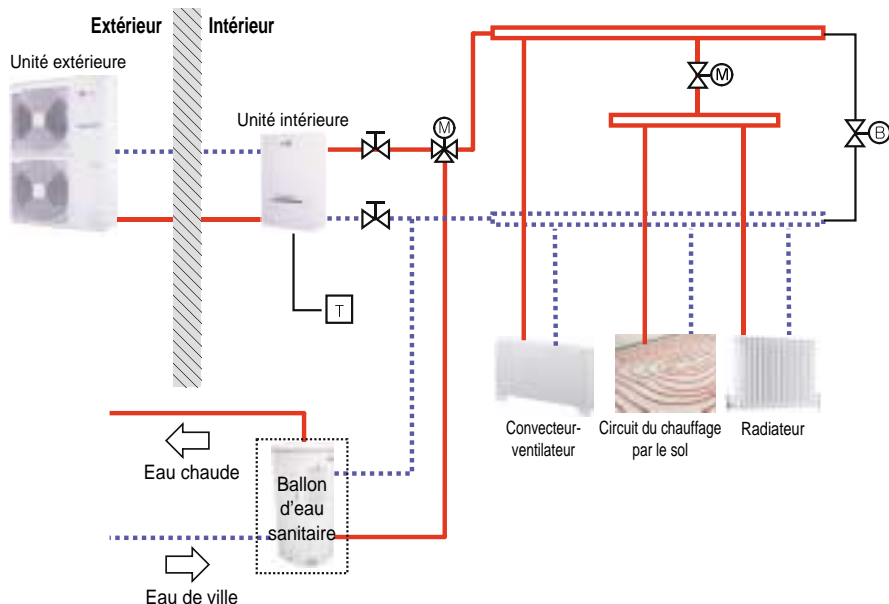 Extérieur
Intérieur
Unité extérieure
Unité intérieure
M
M
B
T
Convecteur-
ventilateur
Circuit du chauffage
par le sol
Radiateur
Eau chaude
Ballon
d'eau
sanitaire
Eau de ville